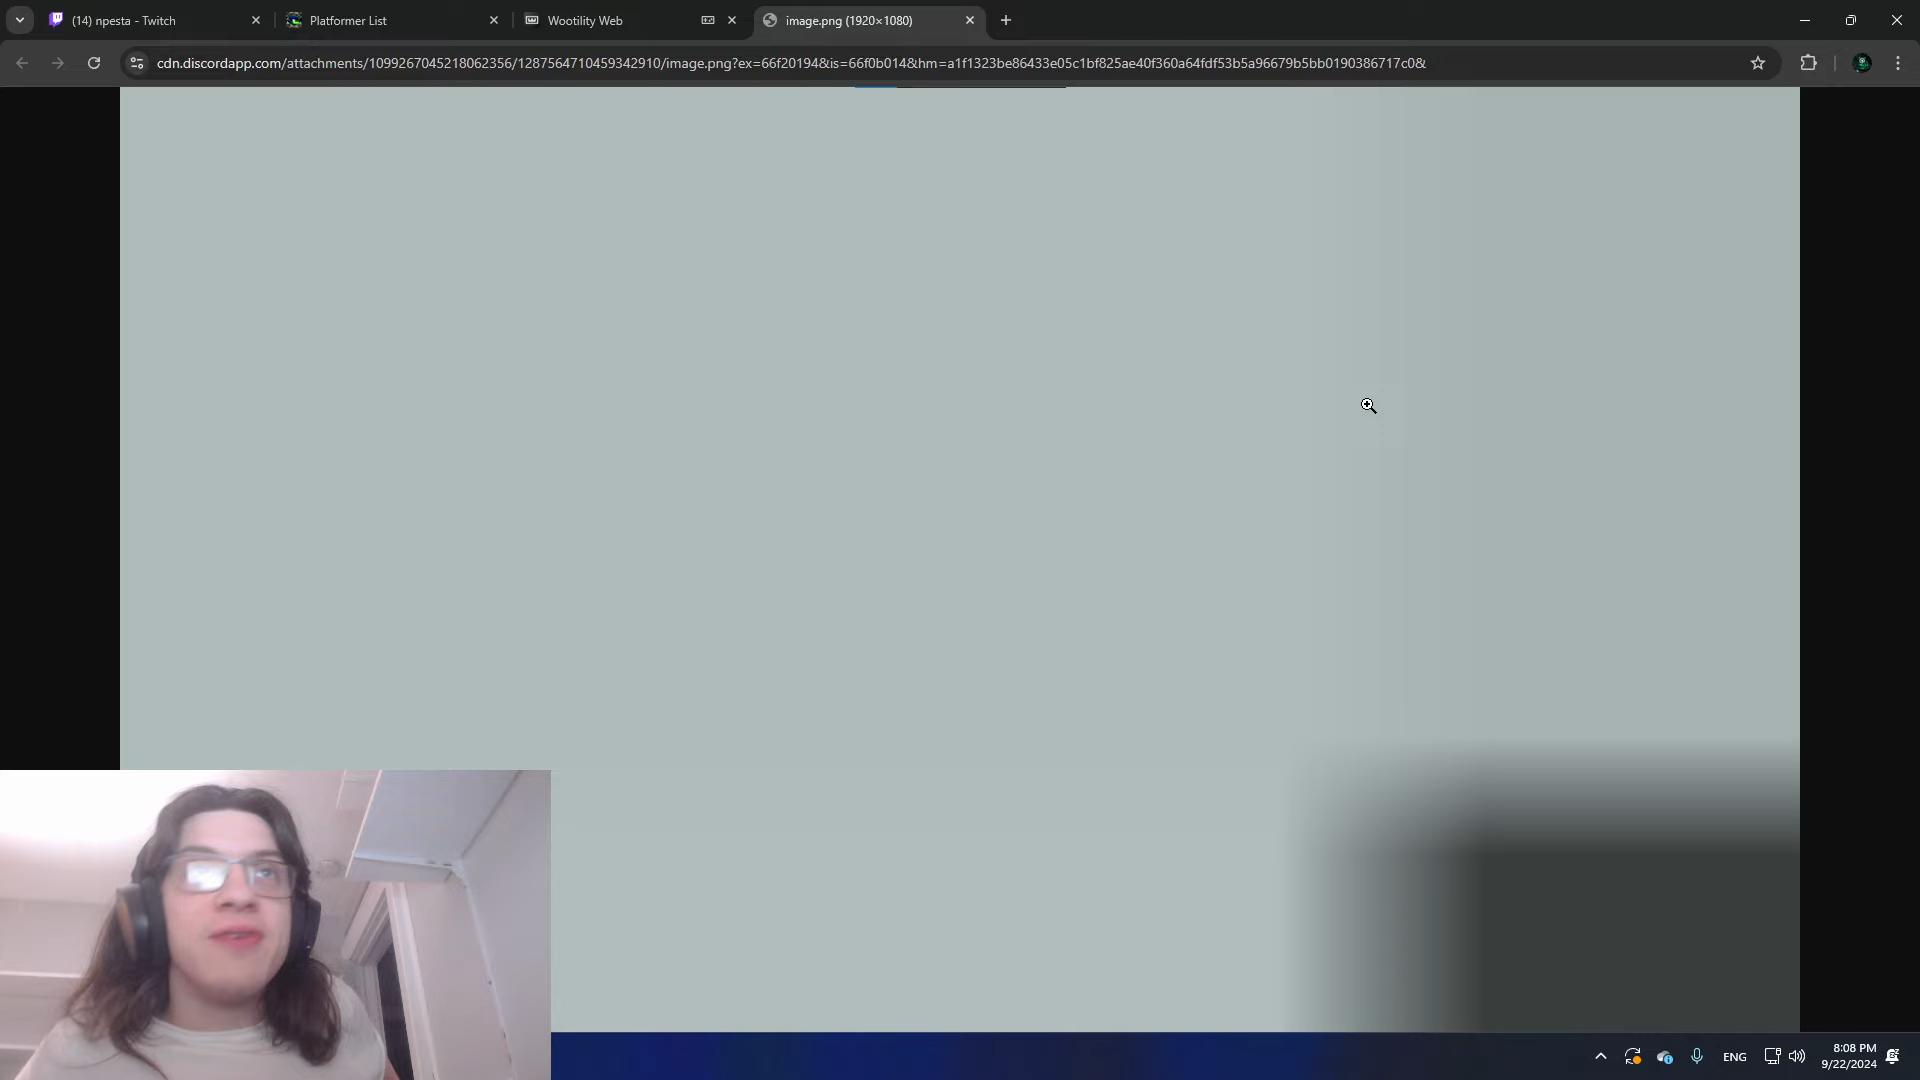 (14) npesta - Twitch
Platformer List
Wootility Web
image.png (1920×1080)
cdn.discordapp.com/attachments/1099267045218062356/1287564710459342910/image.png?ex=66f20194&is=66f0b014&hm=a1f1323be86433e05c1bf825ae40f360a64fdf53b5a96679b5bb0190386717c0&
ENG
8:08 PM
9/22/2024